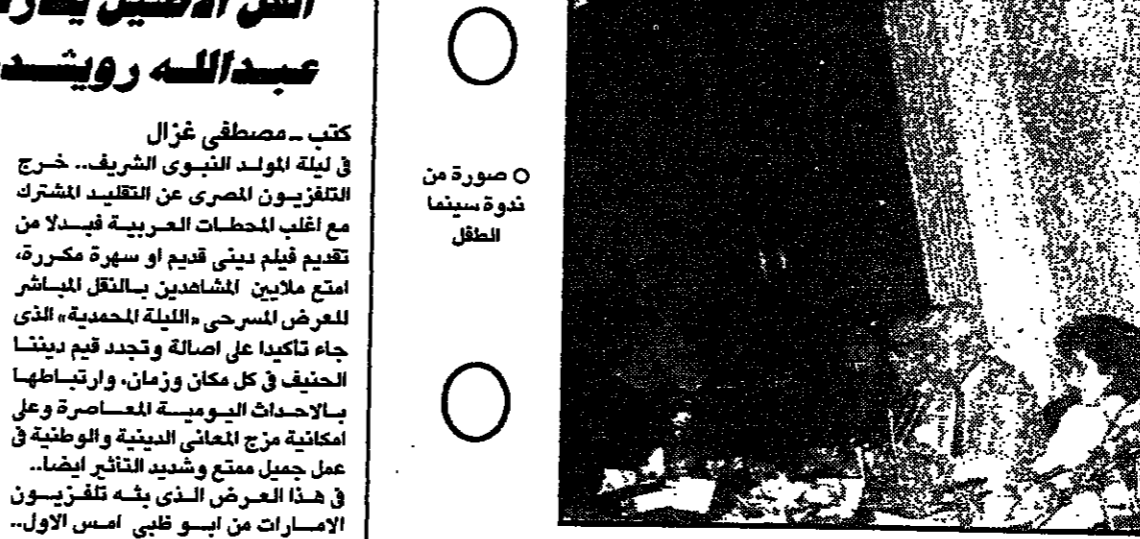 عبدالله رويشد
كتب ـ مصطفى غزال
في ليلة المولد النبوى الشريف.. خرج
التلفزيون المصرى عن التقليد المشترك
مع اغلب المحطات العربية فبدلا من
تقديم فيلم دينى قديم او سهرة مكررة،
امتع ملايين المشاهدين بالنقل المباشر
للعرض المسرحى «الليلة المحمدية» الذى
جاء تأكيدا على اصالة وتجدد قيم ديننا
الحنيف في كل مكان وزمان، وارتباطها
بالاحداث اليومية المعاصرة وعلى
امكانية مزج المعانى الدينية والوطنية في
عمل جميل ممتع وشديد التأثير ايضا..
في هذا العرض الذى بثه تلفزيون
الامارات من ابو ظبى امس الاول..
○ صورة من
ندوة سينما
الطفل